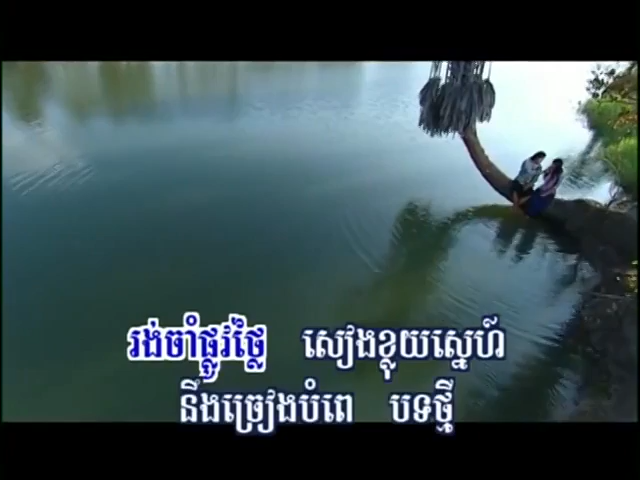 រង់ចាំផ្លូវថ្លៃ សៀងខ្លុយស្នេហ៍
នឹងច្រៀងបំពេ បទថ្មី